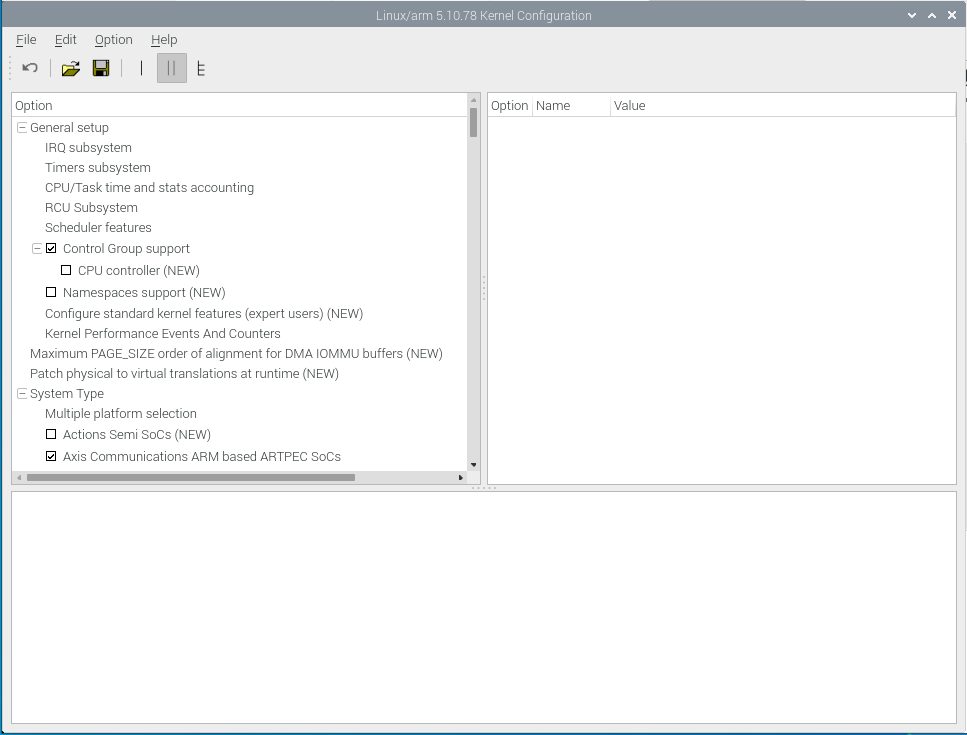 Linux/arm 5.10.78 Kernel Configuration
File Edit Option Help
Option
Option Name Value
General setup
IRQ subsystem
Timers subsystem
CPU/Task time and stats accounting
RCU Subsystem
Scheduler features
Control Group support
CPU controller (NEW)
Namespaces support (NEW)
Configure standard kernel features (expert users) (NEW)
Kernel Performance Events And Counters
Maximum PAGE_SIZE order of alignment for DMA IOMMU buffers (NEW)
Patch physical to virtual translations at runtime (NEW)
System Type
Multiple platform selection
Actions Semi SoCs (NEW)
Axis Communications ARM based ARTPEC SoCs